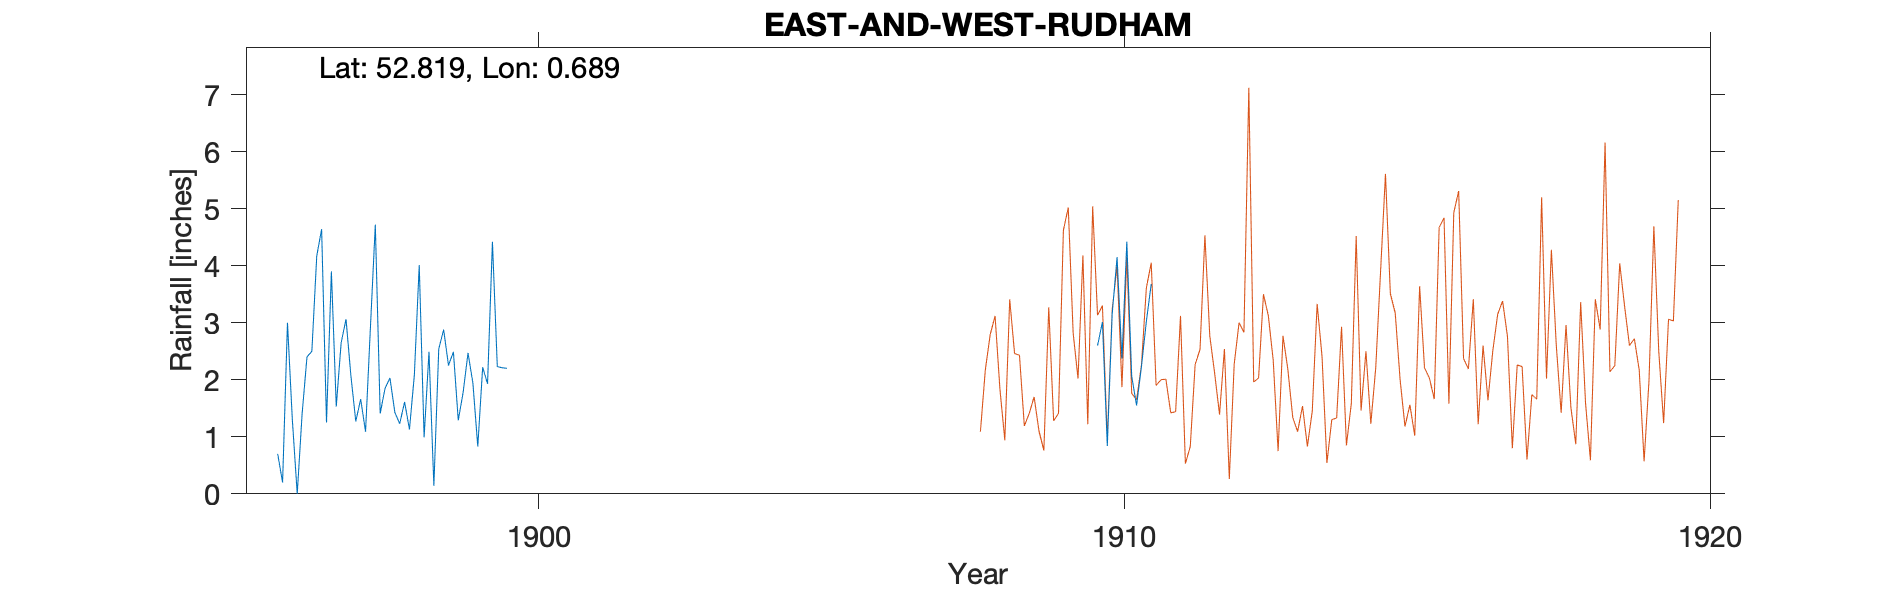 EAST-AND-WEST-RUDHAM
Lat: 52.819, Lon: 0.689
7
6
5
4
3
2
1
0
Rainfall [inches]
1900
1910
1920
Year